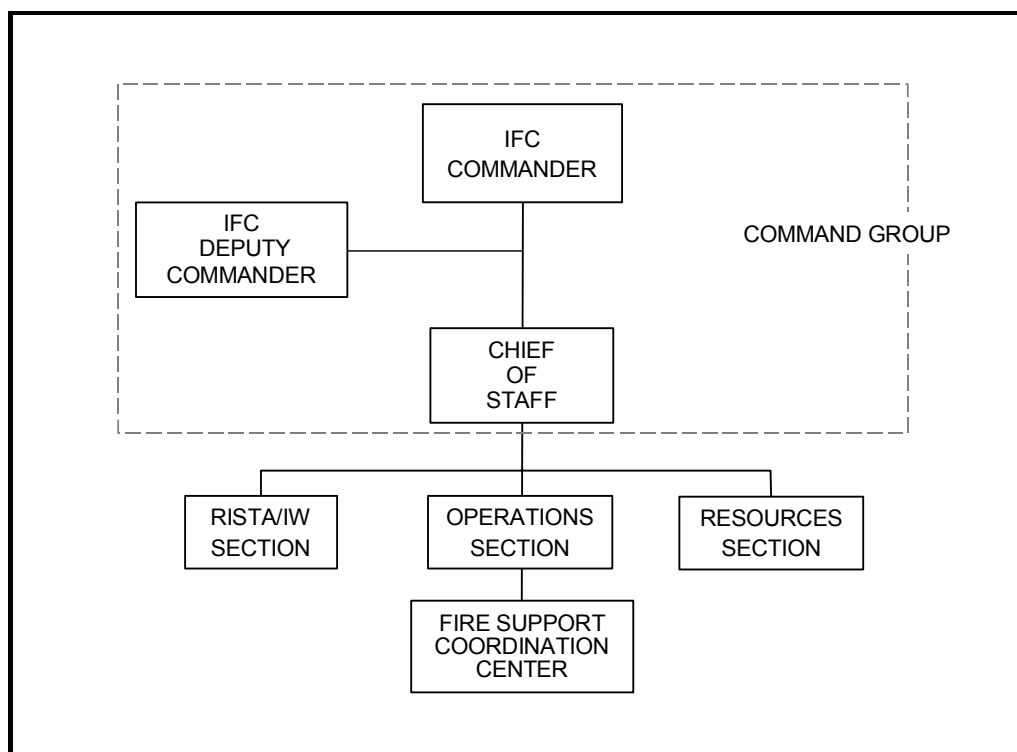 IFC
COMMANDER
IFC
DEPUTY
COMMANDER
COMMAND GROUP
CHIEF
OF
STAFF
RISTA/IW
SECTION
OPERATIONS
SECTION
RESOURCES
SECTION
FIRE SUPPORT
COORDINATION
CENTER